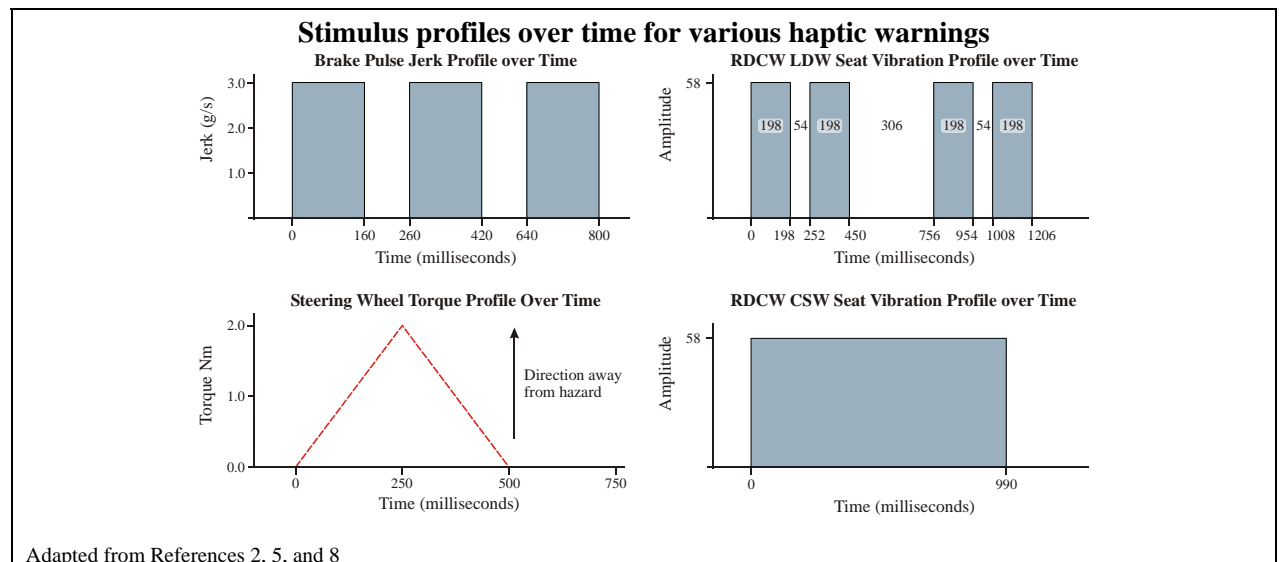 Stimulus profiles over time for various haptic warnings
Brake Pulse Jerk Profile over Time
Jerk (g/s)
3.0
2.0
1.0
0 160 260 420 640 800
Time (milliseconds)
RDCW LDW Seat Vibration Profile over Time
Amplitude
58
198 54 198 306 198 54 198
0 198 252 450 756 954 1008 1206
Time (milliseconds)
Steering Wheel Torque Profile Over Time
Torque Nm
2.0
1.0
0.0
Direction away
from hazard
0 250 500 750
Time (milliseconds)
RDCW CSW Seat Vibration Profile over Time
Amplitude
58
0 990
Time (milliseconds)
Adapted from References 2, 5, and 8